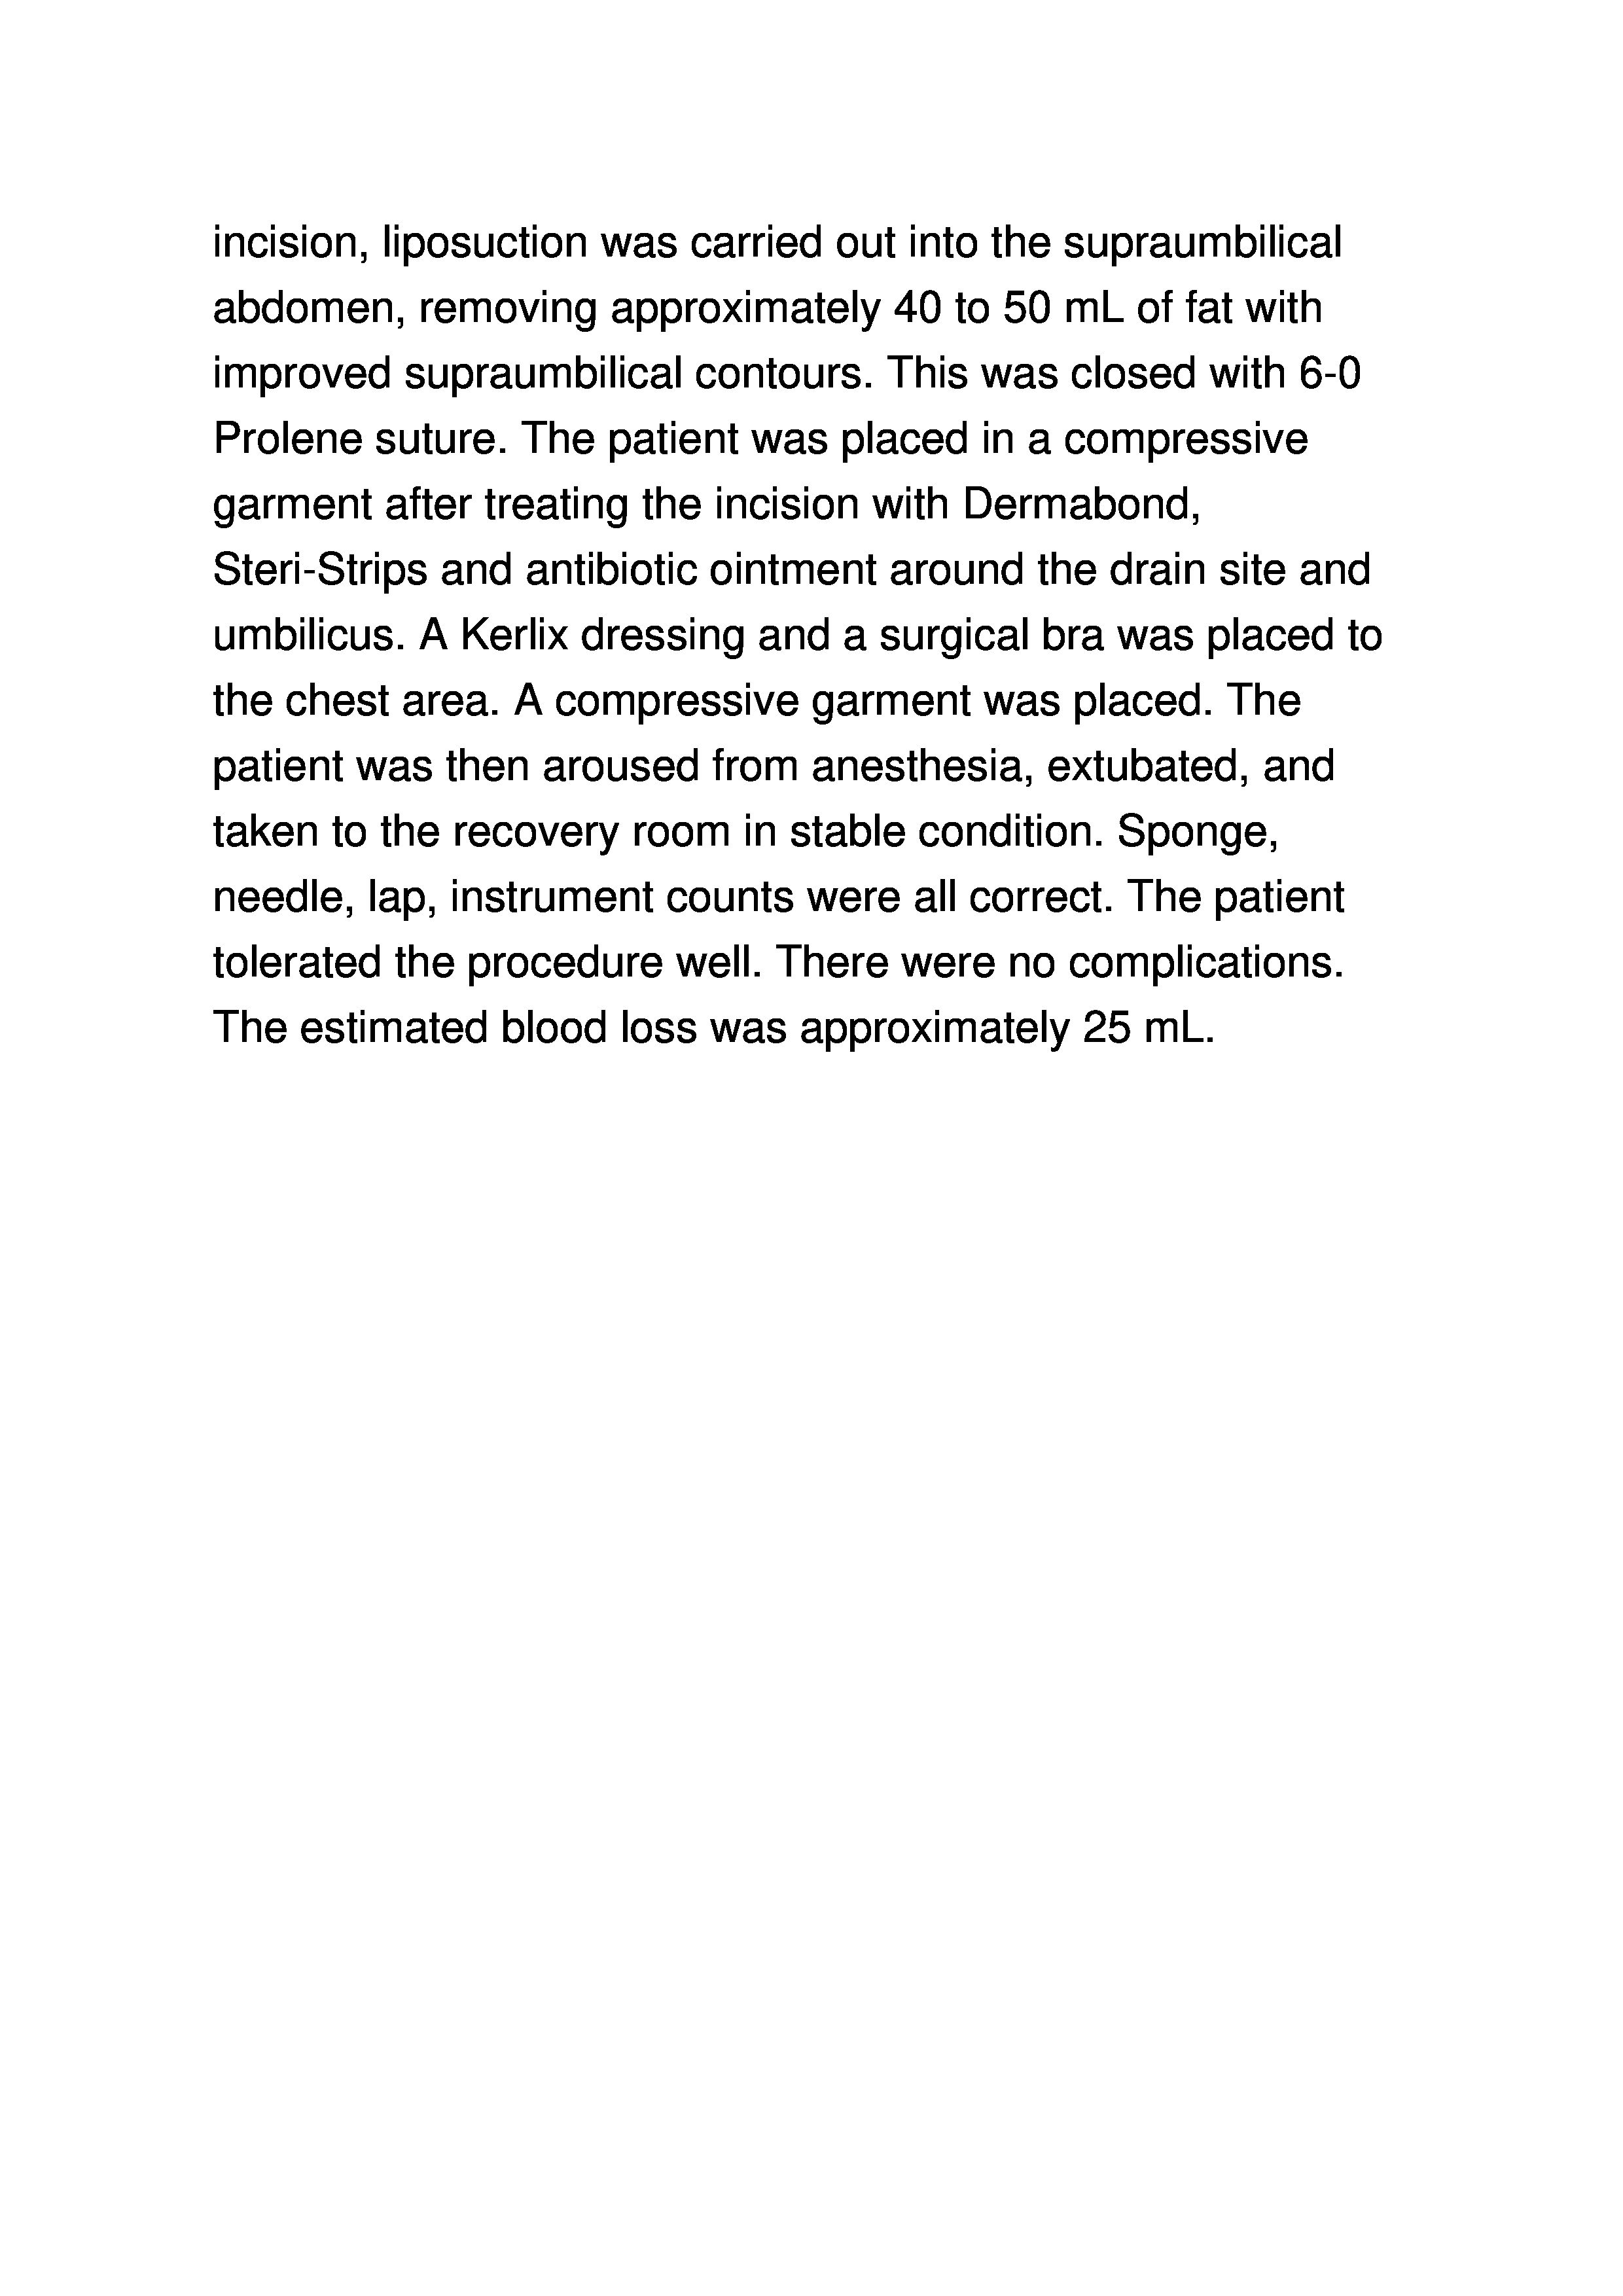 incision, liposuction was carried out into the supraumbilical
abdomen, removing approximately 40 to 50 mL of fat with
improved supraumbilical contours. This was closed with 6-0
Prolene suture. The patient was placed in a compressive
garment after treating the incision with Dermabond,
Steri-Strips and antibiotic ointment around the drain site and
umbilicus. A Kerlix dressing and a surgical bra was placed to
the chest area. A compressive garment was placed. The
patient was then aroused from anesthesia, extubated, and
taken to the recovery room in stable condition. Sponge,
needle, lap, instrument counts were all correct. The patient
tolerated the procedure well. There were no complications.
The estimated blood loss was approximately 25 mL.